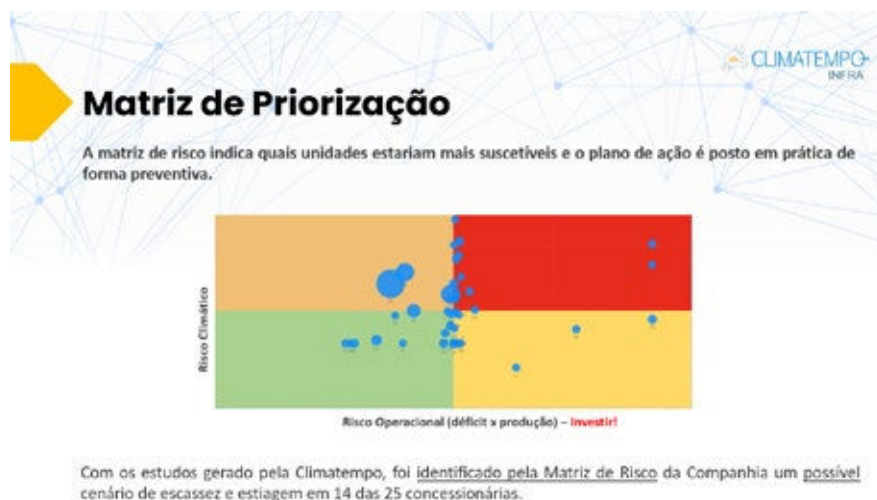 CLIMATEMPO
INFRA
Matriz de Priorização
A matriz de risco indica quais unidades estariam mais suscetíveis e o plano de ação é posto em prática de
forma preventiva.
Risco Climático
Risco Operacional (déficit x produção) – Investir!
Com os estudos gerado pela Climatempo, foi identificado pela Matriz de Risco da Companhia um possível
cenário de escassez e estiagem em 14 das 25 concessionárias.